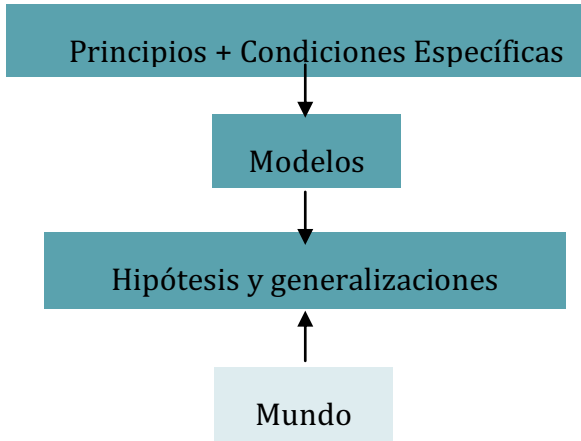 Principios + Condiciones Específicas
Modelos
Hipótesis y generalizaciones
Mundo